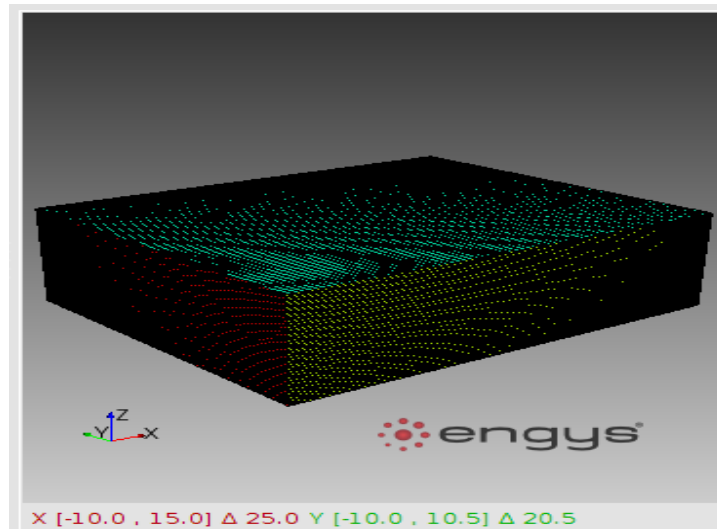 Z
Y X
engys®
X [-10.0 , 15.0] Δ 25.0 Y [-10.0 , 10.5] Δ 20.5